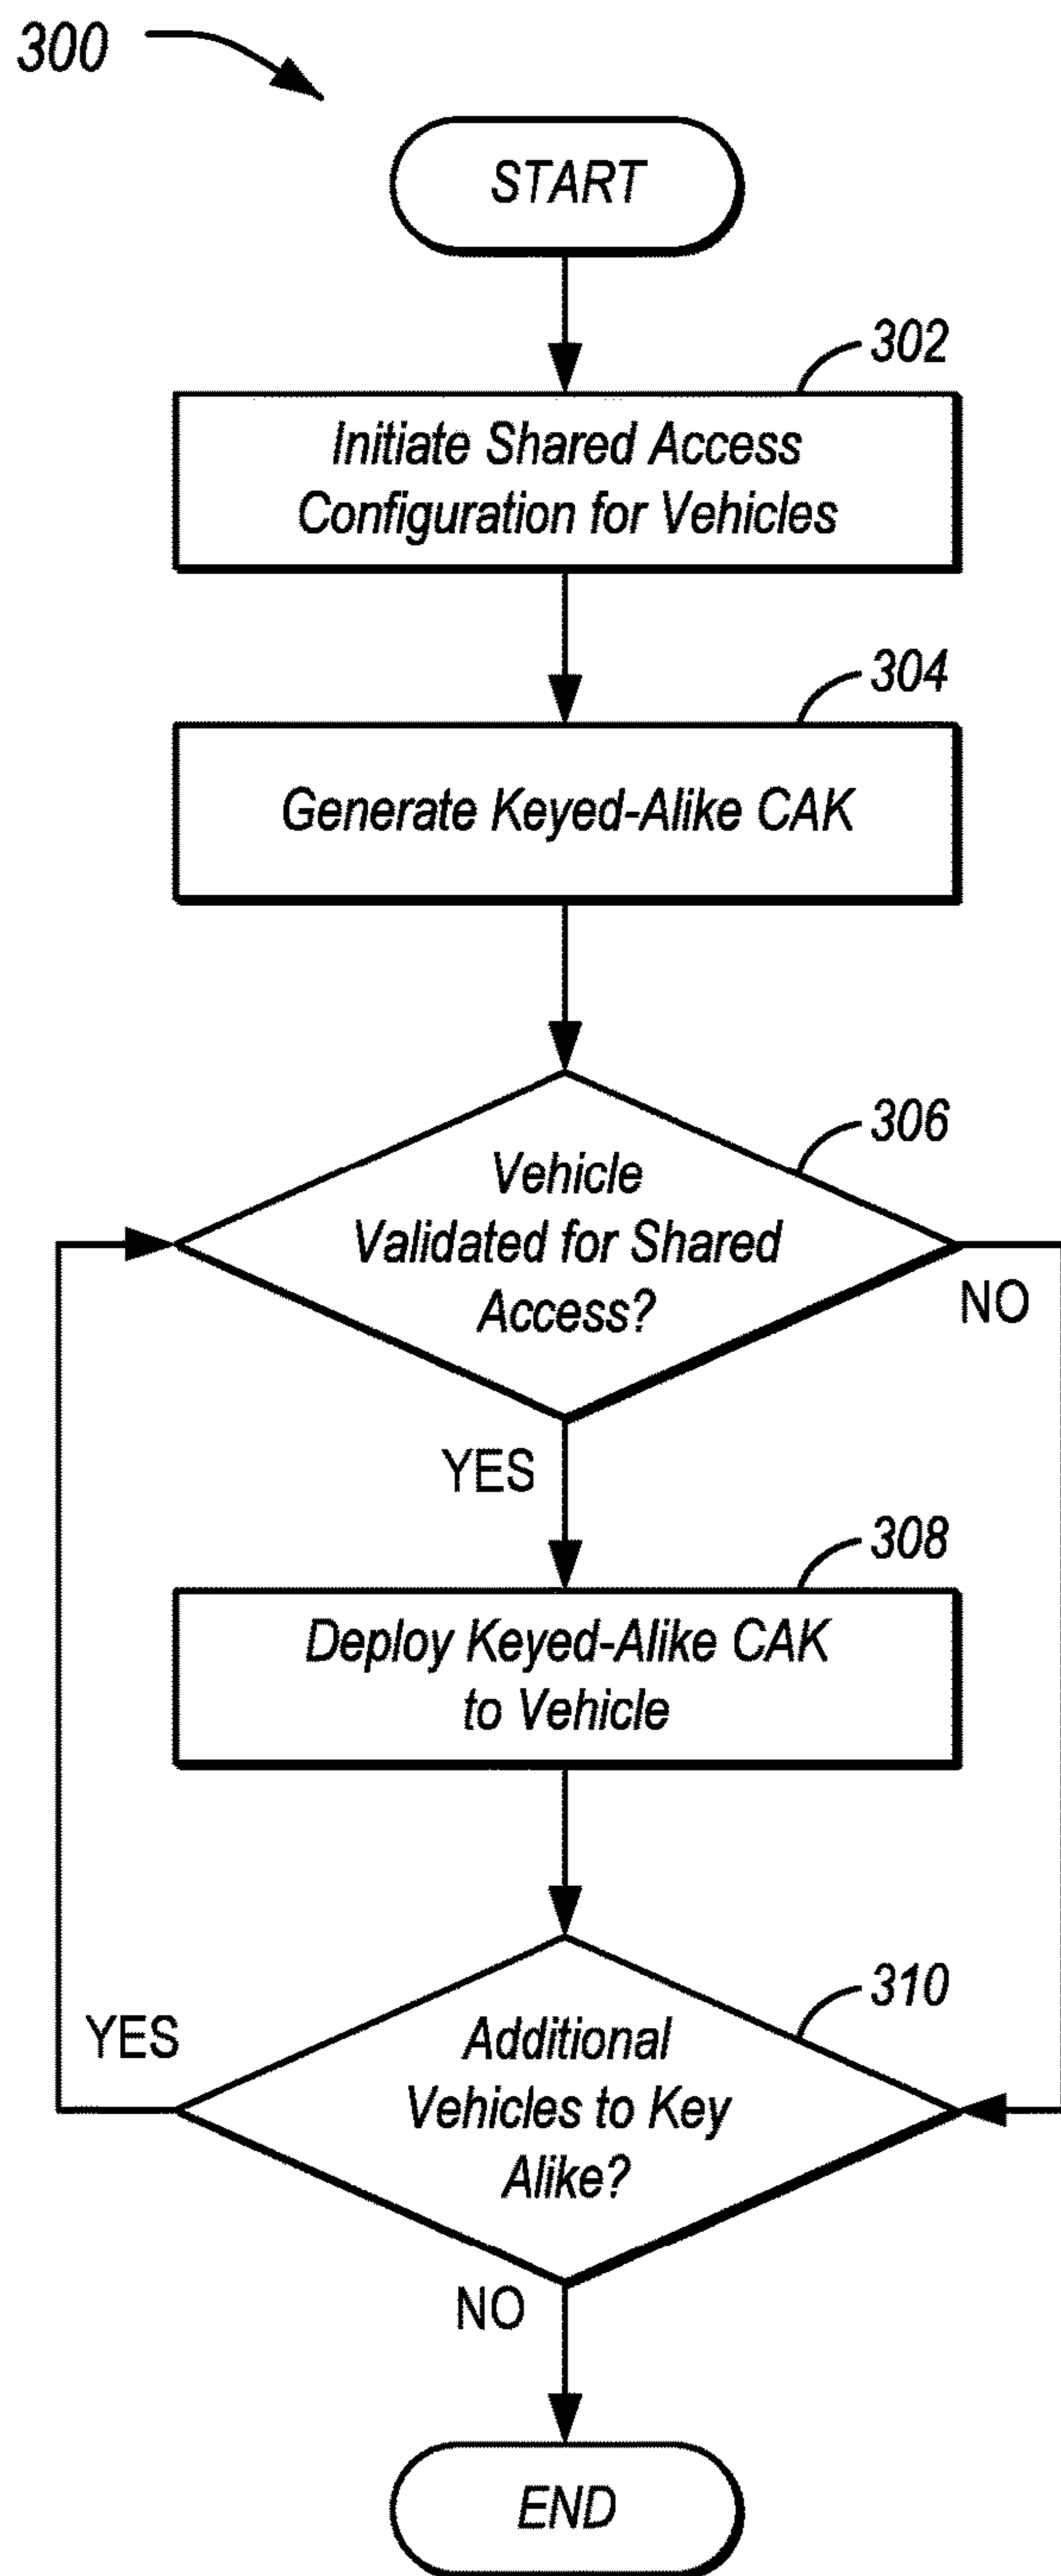 300
START
302
Initiate Shared Access
Configuration for Vehicles
304
Generate Keyed-Alike CAK
306
Vehicle
Validated for Shared
Access?
NO
YES
308
Deploy Keyed-Alike CAK
to Vehicle
310
YES
Additional
Vehicles to Key
Alike?
NO
END